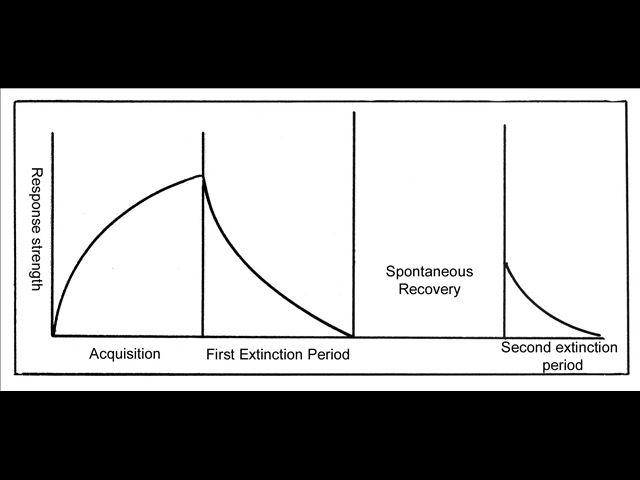 Response strength
Spontaneous
Recovery
Acquisition
First Extinction Period
Second extinction
period